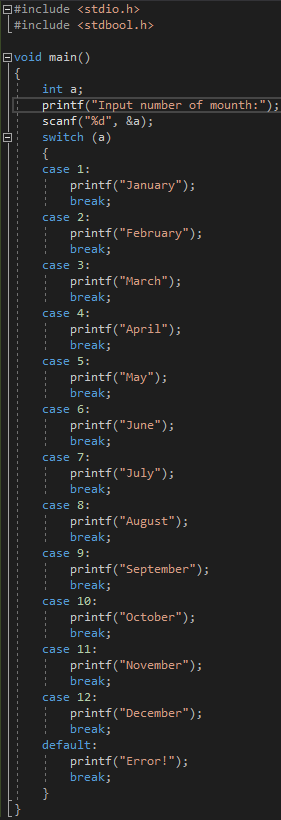 #include <stdio.h>
#include <stdbool.h>
void main()
{
int a;
printf("Input number of mounth:");
scanf("%d", &a);
switch (a)
{
case 1:
printf("January");
break;
case 2:
printf("February");
break;
case 3:
printf("March");
break;
case 4:
printf("April");
break;
case 5:
printf("May");
break;
case 6:
printf("June");
break;
case 7:
printf("July");
break;
case 8:
printf("August");
break;
case 9:
printf("September");
break;
case 10:
printf("October");
break;
case 11:
printf("November");
break;
case 12:
printf("December");
break;
default:
printf("Error!");
break;
}
}